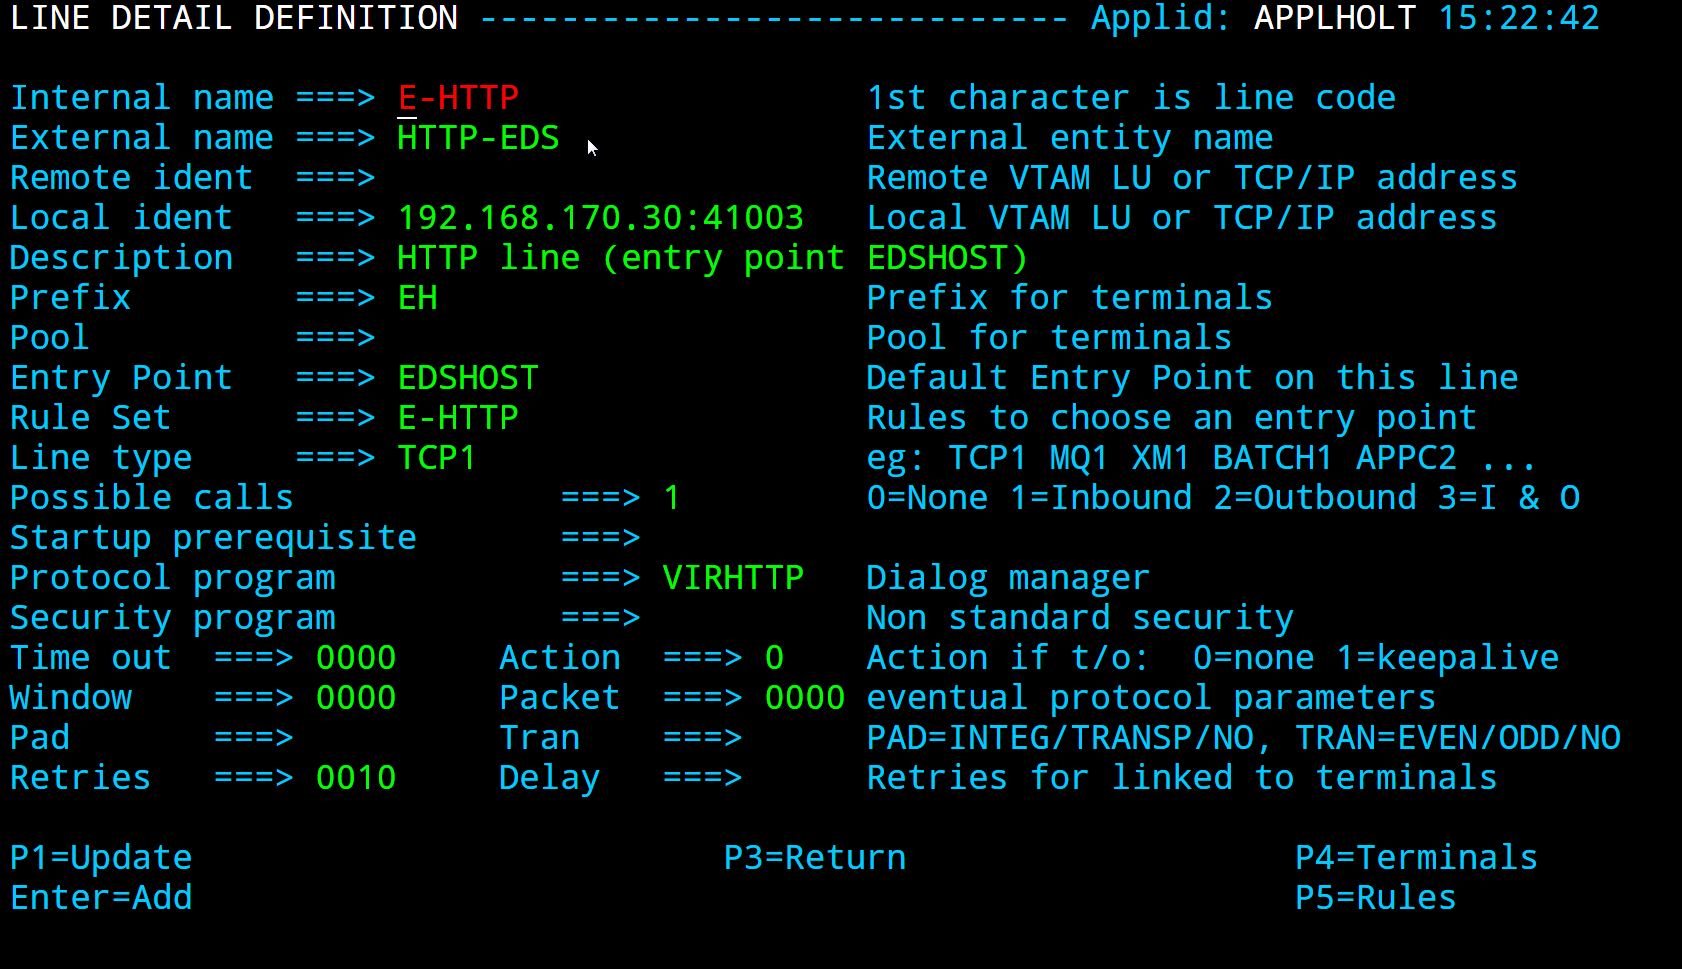 LINE DETAIL DEFINITION ----------------------------- Applid: APPLHOLT 15:22:42
Internal name ===> E-HTTP 1st character is line code
External name ===> HTTP-EDS External entity name
Remote ident ===> Remote VTAM LU or TCP/IP address
Local ident ===> 192.168.170.30:41003 Local VTAM LU or TCP/IP address
Description ===> HTTP line (entry point EDSHOST)
Prefix ===> EH Prefix for terminals
Pool ===> Pool for terminals
Entry Point ===> EDSHOST Default Entry Point on this line
Rule Set ===> E-HTTP Rules to choose an entry point
Line type ===> TCP1 eg: TCP1 MQ1 XM1 BATCH1 APPC2 ...
Possible calls ===> 1 0=None 1=Inbound 2=Outbound 3=I & O
Startup prerequisite ===>
Protocol program ===> VIRHTTP Dialog manager
Security program ===> Non standard security
Time out ===> 0000 Action ===> 0 Action if t/o: 0=none 1=keepalive
Window ===> 0000 Packet ===> 0000 eventual protocol parameters
Pad ===> Tran ===> PAD=INTEG/TRANSP/NO, TRAN=EVEN/ODD/NO
Retries ===> 0010 Delay ===> Retries for linked to terminals
P1=Update P3=Return P4=Terminals
Enter=Add P5=Rules